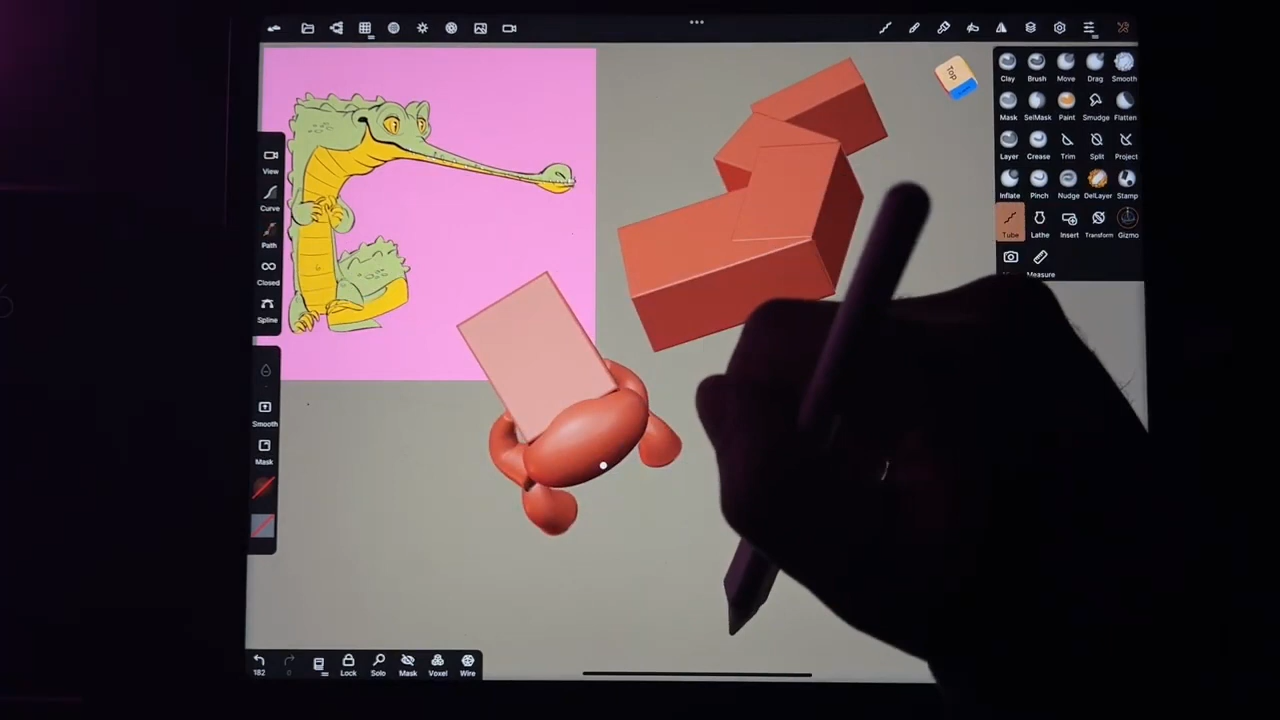 Top
Clay Brush Move Drag Smooth
Mask SelMask Paint Smudge Flatten
Layer Crease Trim Split Project
Inflate Pinch Nudge DelLayer Stamp
Tube Lathe Insert Transform Gizmo
Measure
View
Curve
Path
Closed
Spline
Smooth
Mask
182 0 Lock Solo Mask Voxel Wire